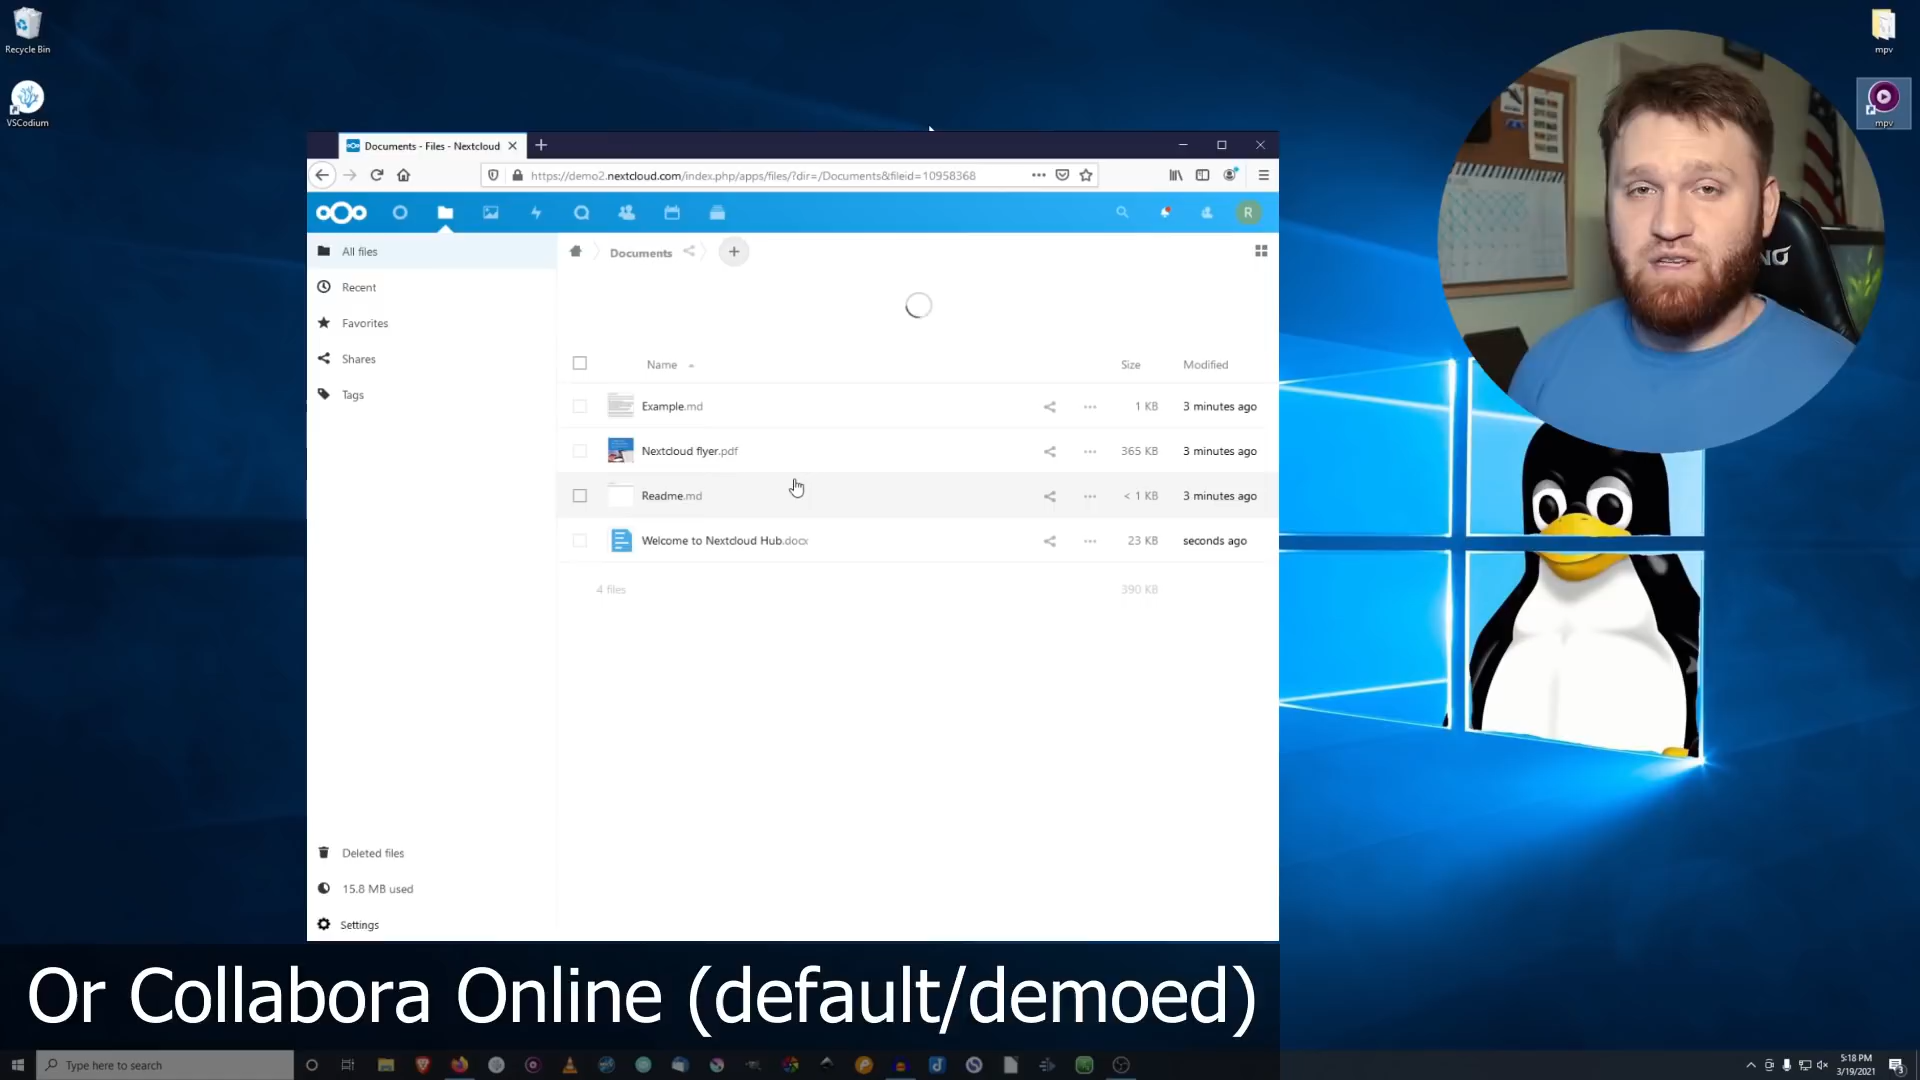 Recycle Bin
VSCodium
mpv
mpv
Documents - Files - Nextcloud
https://demo2.nextcloud.com/index.php/apps/files/?dir=/Documents&fileid=10958368
R
All files
Recent
Favorites
Shares
Tags
Documents
Name Size Modified
Example.md 1 KB 3 minutes ago
Nextcloud flyer.pdf 365 KB 3 minutes ago
Readme.md < 1 KB 3 minutes ago
Welcome to Nextcloud Hub.docx 23 KB seconds ago
4 files 390 KB
Deleted files
15.8 MB used
Settings
Or Collabora Online (default/demoed)
Type here to search
5:18 PM
3/19/2021